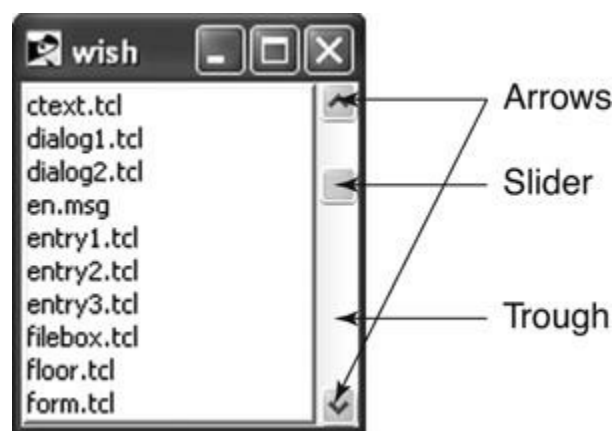 wish
ctext.tcl
dialog1.tcl
dialog2.tcl
en.msg
entry1.tcl
entry2.tcl
entry3.tcl
filebox.tcl
floor.tcl
form.tcl
Arrows
Slider
Trough